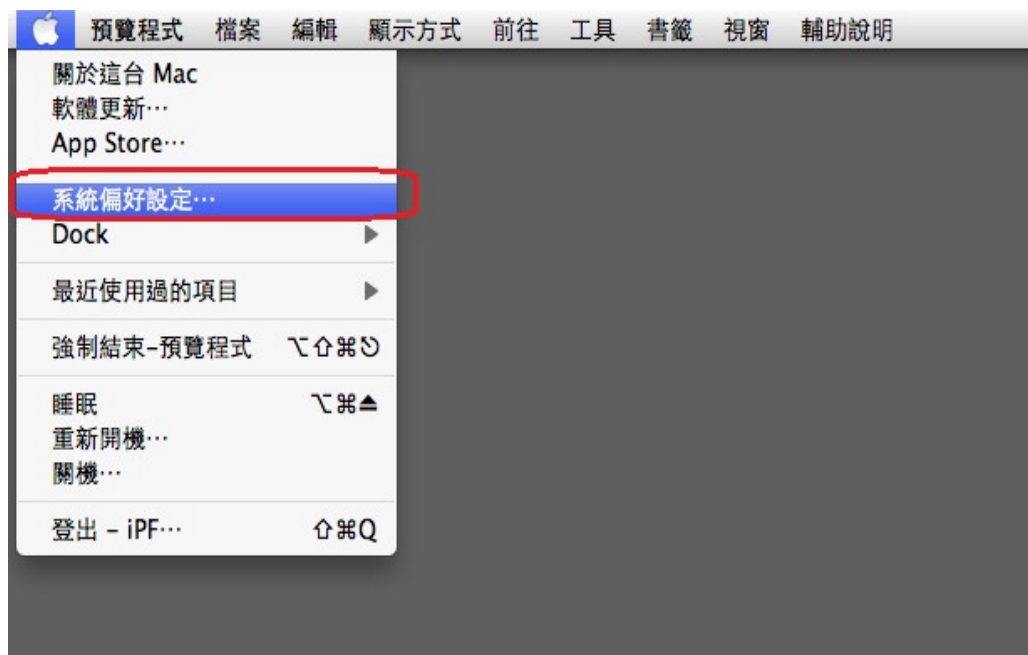 預覽程式 檔案 編輯 顯示方式 前往 工具 書籤 視窗 輔助說明
關於這台 Mac
軟體更新…
App Store…
系統偏好設定…
Dock ▶
最近使用過的項目 ▶
強制結束-預覽程式 ⌥⇧⌘⎋
睡眠 ⌥⌘⏏
重新開機…
關機…
登出 - iPF… ⇧⌘Q